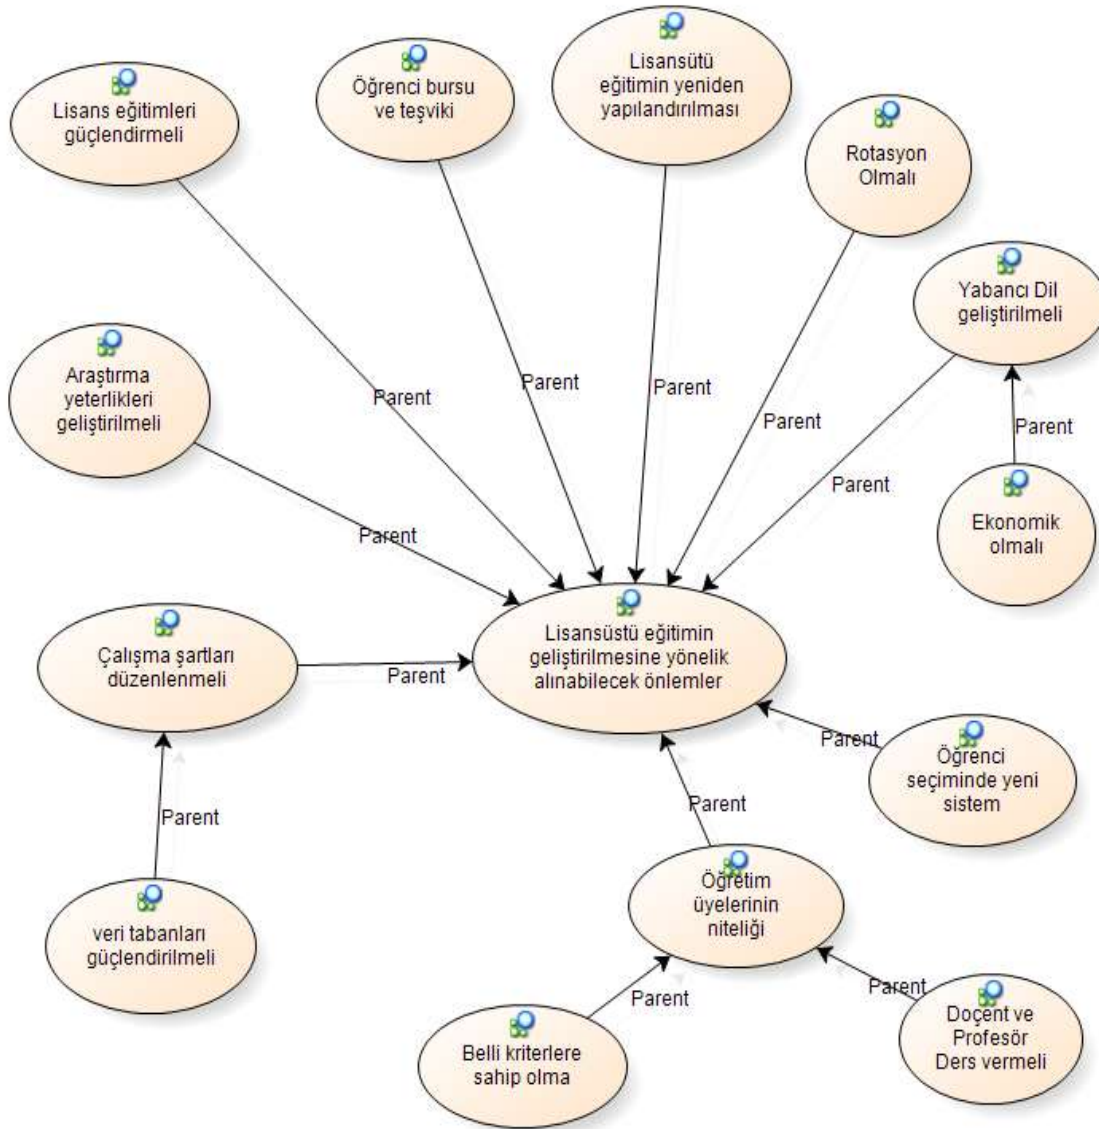 Lisansütü
eğitimin yeniden
yapılandırılması
Öğrenci bursu
ve teşviki
Lisans eğitimleri
güçlendirmeli
Rotasyon
Olmalı
Yabancı Dil
geliştirilmeli
Araştırma
yeterlikleri
geliştirilmeli
Parent
Parent
Parent
Parent
Parent
Parent
Parent
Ekonomik
olmalı
Çalışma şartları
düzenlenmeli
Parent
Lisansüstü eğitimin
geliştirilmesine yönelik
alınabilecek önlemler
Parent
Öğrenci
seçiminde yeni
sistem
Parent
Parent
Öğretim
üyelerinin
niteliği
veri tabanları
güçlendirilmeli
Parent
Parent
Belli kriterlere
sahip olma
Doçent ve
Profesör
Ders vermeli